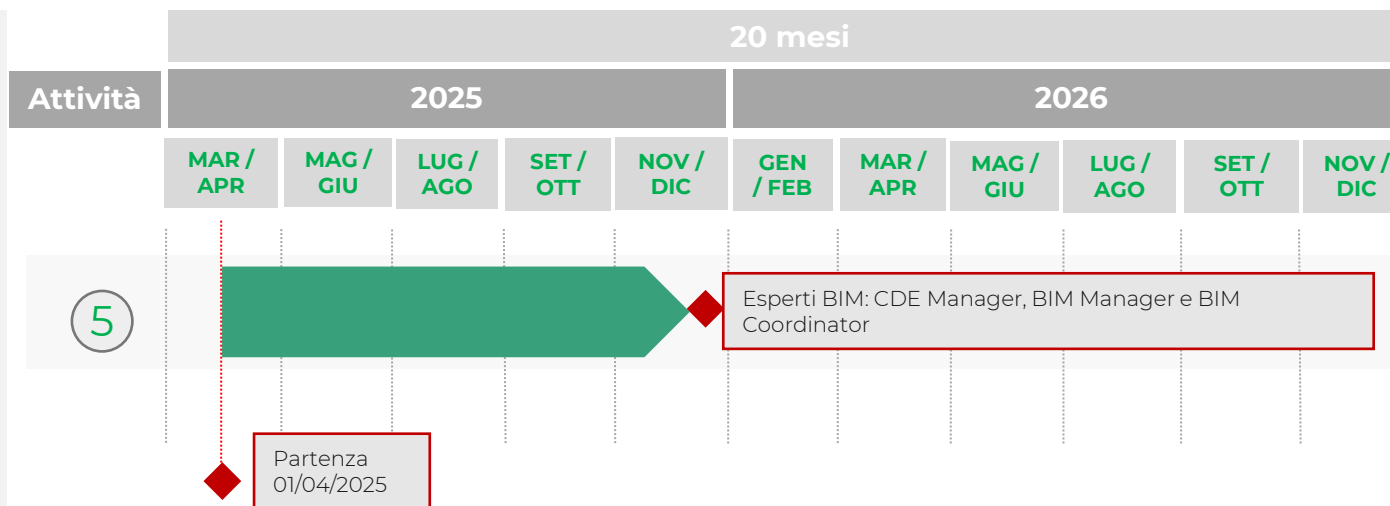 20 mesi
Attività
2025
2026
MAR /
APR
MAG /
GIU
LUG /
AGO
SET /
OTT
NOV /
DIC
GEN
/ FEB
MAR /
APR
MAG /
GIU
LUG /
AGO
SET /
OTT
NOV /
DIC
5
Esperti BIM: CDE Manager, BIM Manager e BIM
Coordinator
Partenza
01/04/2025